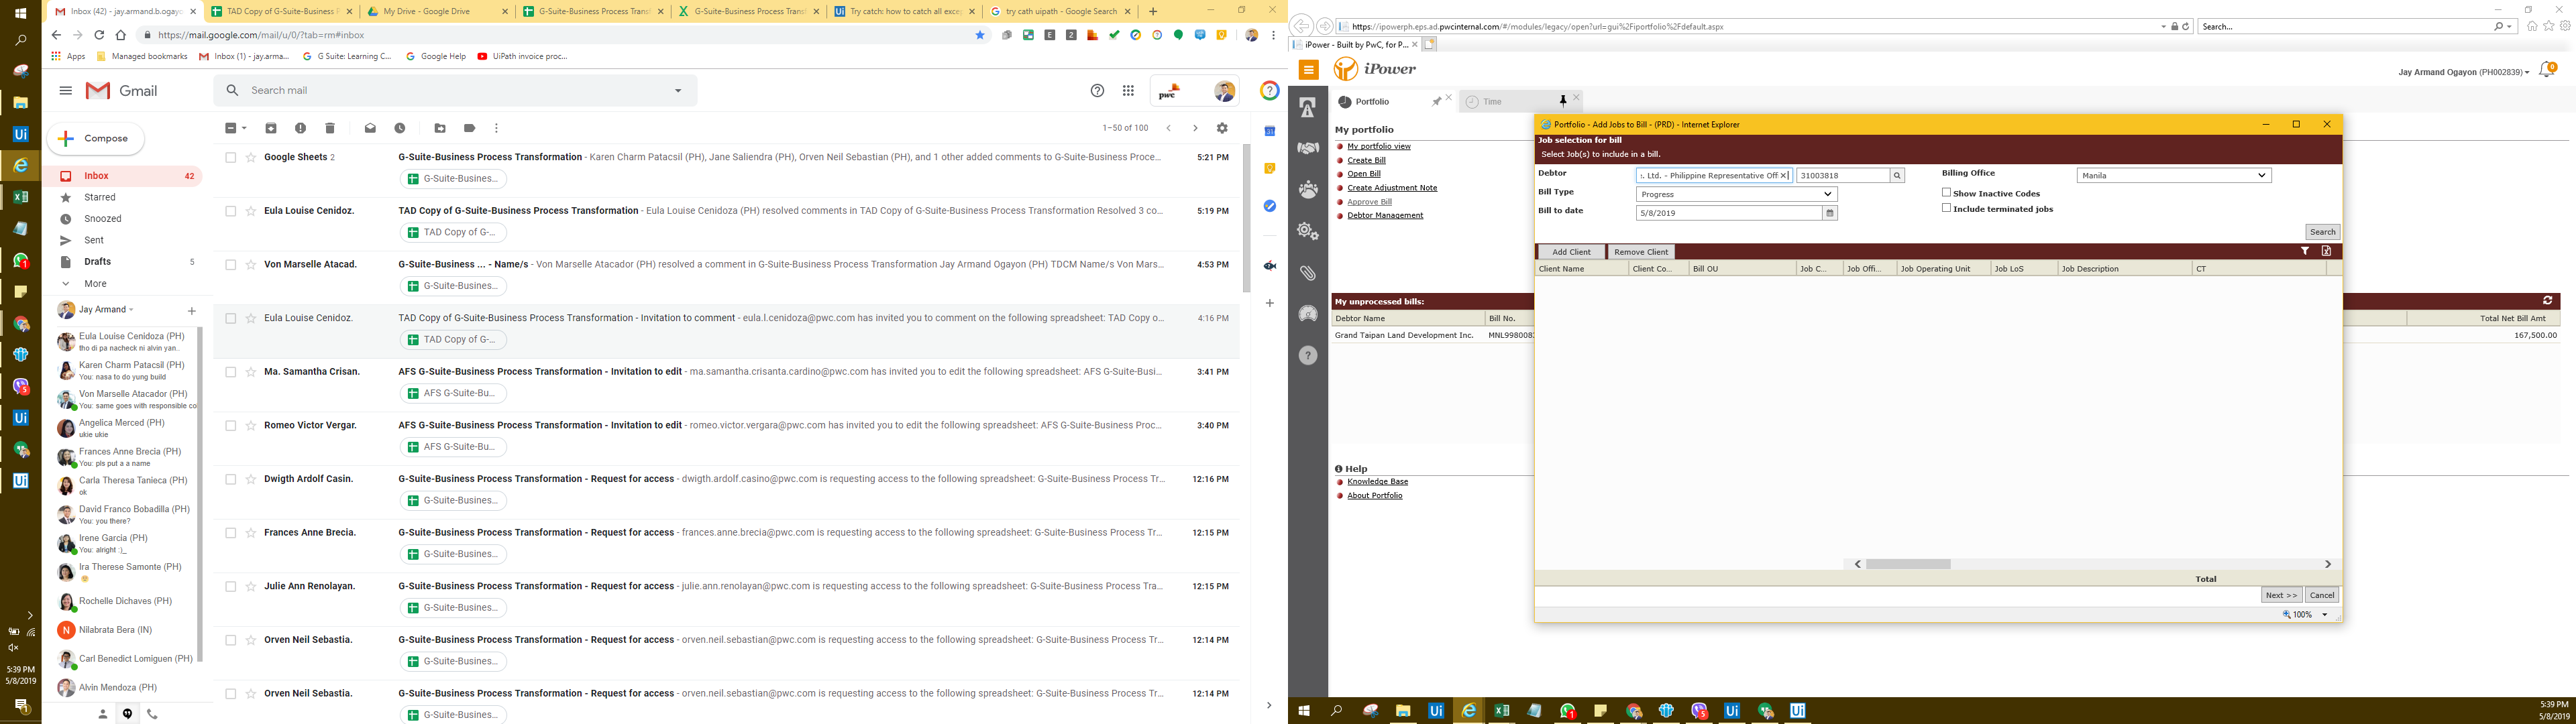 Inbox (42) - jay.armand.b.ogayo
TAD Copy of G-Suite-Business P
My Drive - Google Drive
G-Suite-Business Process Transf
G-Suite-Business Process Transf
Try catch: how to catch all exce
try cath uipath - Google Search
https://mail.google.com/mail/u/0/?tab=rm#inbox
Apps
Managed bookmarks
Inbox (1) - jay.arma...
G Suite: Learning C...
Google Help
UiPath invoice proc...
Gmail
Search mail
pwc
Compose
1–50 of 100
Inbox 42
Starred
Snoozed
Sent
Drafts 5
More
Jay Armand
Eula Louise Cenidoza (PH)
tho di pa nacheck ni alvin yan..
Karen Charm Patacsil (PH)
You: nasa to do yung build
Von Marselle Atacador (PH)
You: same goes with responsible co
Angelica Merced (PH)
ukie ukie
Frances Anne Brecia (PH)
You: pls put a a name
Carla Theresa Tanieca (PH)
ok
David Franco Bobadilla (PH)
You: you there?
Irene Garcia (PH)
You: alright :)_
Ira Therese Samonte (PH)
Rochelle Dichaves (PH)
N Nilabrata Bera (IN)
Carl Benedict Lomiguen (PH)
Alvin Mendoza (PH)
Google Sheets 2 G-Suite-Business Process Transformation - Karen Charm Patacsil (PH), Jane Saliendra (PH), Orven Neil Sebastian (PH), and 1 other added comments to G-Suite-Business Proce... 5:21 PM
G-Suite-Busines...
Eula Louise Cenidoz. TAD Copy of G-Suite-Business Process Transformation - Eula Louise Cenidoza (PH) resolved comments in TAD Copy of G-Suite-Business Process Transformation Resolved 3 co... 5:19 PM
TAD Copy of G-...
Von Marselle Atacad. G-Suite-Business ... - Name/s - Von Marselle Atacador (PH) resolved a comment in G-Suite-Business Process Transformation Jay Armand Ogayon (PH) TDCM Name/s Von Mars... 4:53 PM
G-Suite-Busines...
Eula Louise Cenidoz. TAD Copy of G-Suite-Business Process Transformation - Invitation to comment - eula.l.cenidoza@pwc.com has invited you to comment on the following spreadsheet: TAD Copy o... 4:16 PM
TAD Copy of G-...
Ma. Samantha Crisan. AFS G-Suite-Business Process Transformation - Invitation to edit - ma.samantha.crisanta.cardino@pwc.com has invited you to edit the following spreadsheet: AFS G-Suite-Busi... 3:41 PM
AFS G-Suite-Bu...
Romeo Victor Vergar. AFS G-Suite-Business Process Transformation - Invitation to edit - romeo.victor.vergara@pwc.com has invited you to edit the following spreadsheet: AFS G-Suite-Business Proc... 3:40 PM
AFS G-Suite-Bu...
Dwigth Ardolf Casin. G-Suite-Business Process Transformation - Request for access - dwigth.ardolf.casino@pwc.com is requesting access to the following spreadsheet: G-Suite-Business Process Tr... 12:16 PM
G-Suite-Busines...
Frances Anne Brecia. G-Suite-Business Process Transformation - Request for access - frances.anne.brecia@pwc.com is requesting access to the following spreadsheet: G-Suite-Business Process Tr... 12:15 PM
G-Suite-Busines...
Julie Ann Renolayan. G-Suite-Business Process Transformation - Request for access - julie.ann.renolayan@pwc.com is requesting access to the following spreadsheet: G-Suite-Business Process Tra... 12:15 PM
G-Suite-Busines...
Orven Neil Sebastia. G-Suite-Business Process Transformation - Request for access - orven.neil.sebastian@pwc.com is requesting access to the following spreadsheet: G-Suite-Business Process Tr... 12:14 PM
G-Suite-Busines...
Orven Neil Sebastia. G-Suite-Business Process Transformation - Request for access - orven.neil.sebastian@pwc.com is requesting access to the following spreadsheet: G-Suite-Business Process Tr... 12:14 PM
G-Suite-Busines...
5:39 PM
5/8/2019
https://ipowerph.eps.ad.pwcinternal.com/#/modules/legacy/open?url=gui%2Fiportfolio%2Fdefault.aspx
Search...
iPower - Built by PwC, for P...
iPower
Jay Armand Ogayon (PH002839)
0
Portfolio
Time
My portfolio
My portfolio view
Create Bill
Open Bill
Create Adjustment Note
Approve Bill
Debtor Management
My unprocessed bills:
Debtor Name Bill No. Total Net Bill Amt
Grand Taipan Land Development Inc. 167,500.00
Help
Knowledge Base
About Portfolio
Portfolio - Add Jobs to Bill - (PRD) - Internet Explorer
Job selection for bill
Select Job(s) to include in a bill.
Debtor Ltd. - Philippine Representative Off 31003818 Billing Office Manila
Bill Type Progress Show Inactive Codes
Bill to date 5/8/2019 Include terminated jobs
Search
Add Client Remove Client
Client Name Client Co... Bill OU Job C... Job Offi... Job Operating Unit Job LoS Job Description CT
Total
Next >> Cancel
100%
5:39 PM
5/8/2019